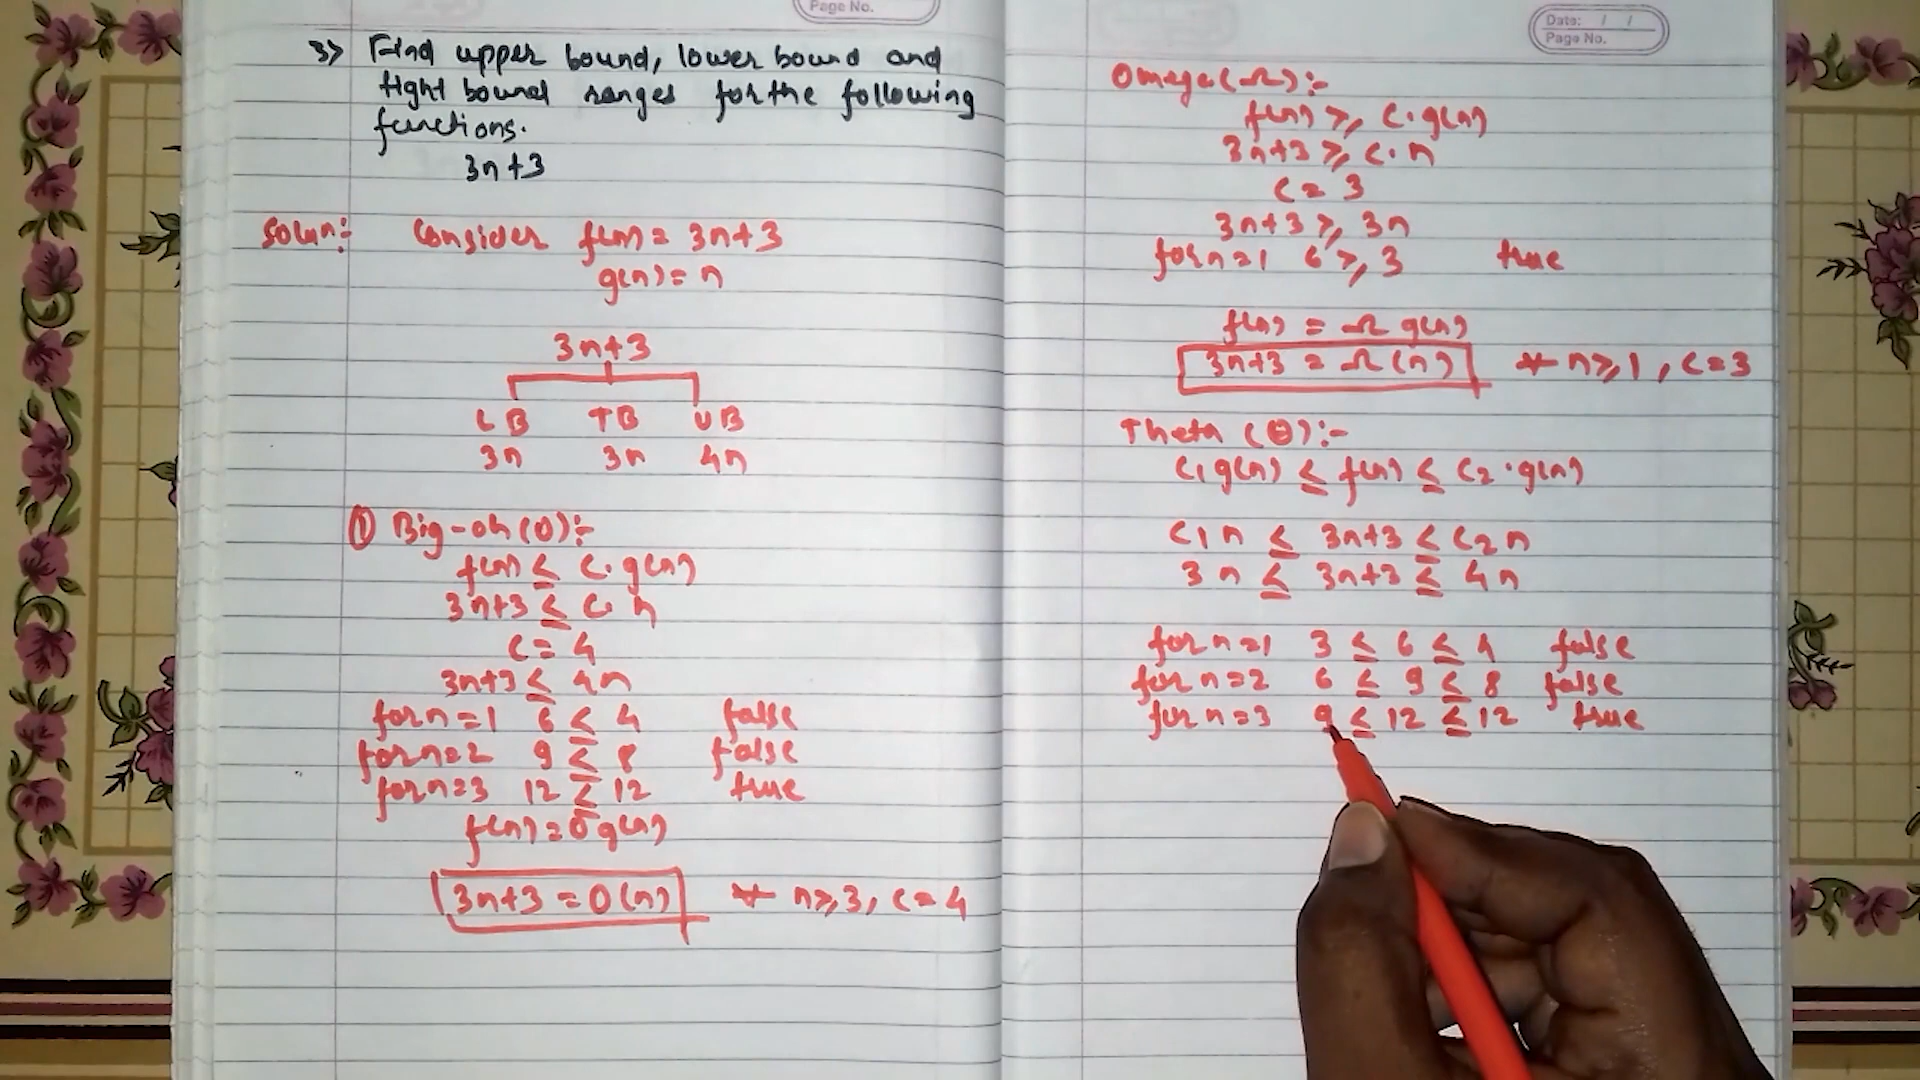 Page No.
3) Find upper bound, lower bound and
tight bound ranges for the following
functions.
3n+3
Soln:- Consider f(n) = 3n+3
g(n) = n
3n+3
LB TB UB
3n 3n 4n
① Big-oh (O):-
f(n) ≤ c. g(n)
3n+3 ≤ c. n
c = 4
3n+3 ≤ 4n
for n=1 6 ≤ 4 false
for n=2 9 ≤ 8 false
for n=3 12 ≤ 12 true
f(n) = O g(n)
3n+3 = O(n) ∀ n≥3, c=4
Date: / /
Page No.
Omega (Ω):-
f(n) ≥ c. g(n)
3n+3 ≥ c. n
c = 3
3n+3 ≥ 3n
for n=1 6 ≥ 3 true
f(n) = Ω g(n)
3n+3 = Ω(n) ∀ n≥1, c=3
Theta (θ):-
c₁g(n) ≤ f(n) ≤ c₂.g(n)
c₁n ≤ 3n+3 ≤ c₂n
3n ≤ 3n+3 ≤ 4n
for n=1 3 ≤ 6 ≤ 4 false
for n=2 6 ≤ 9 ≤ 8 false
for n=3 9 ≤ 12 ≤ 12 true